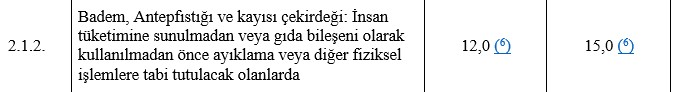 Badem, Antepfıstığı ve kayısı çekirdeği: İnsan
tüketimine sunulmadan veya gıda bileşeni olarak
2.1.2. kullanılmadan önce ayıklama veya diğer fiziksel 12,0 (6) 15,0 (6)
işlemlere tabi tutulacak olanlarda